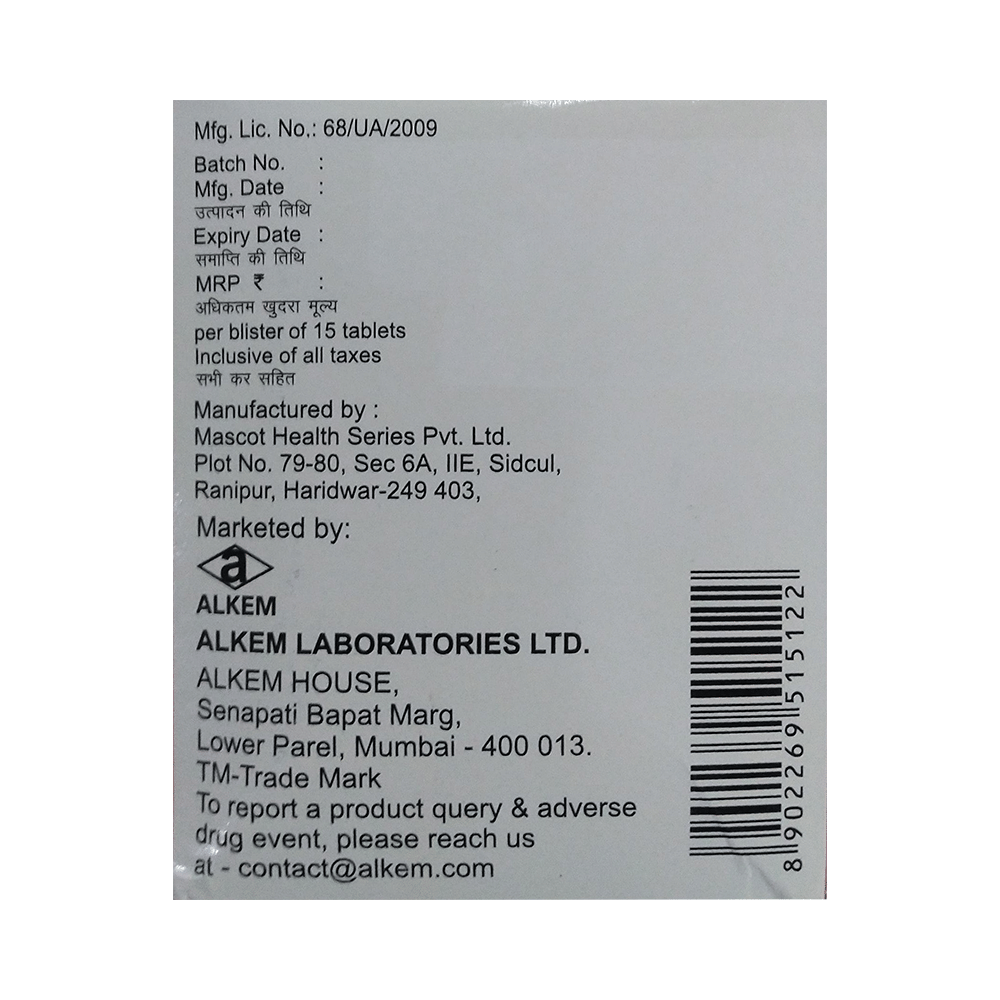 Mfg. Lic. No.: 68/UA/2009
Batch No. :
Mfg. Date :
उत्पादन की तिथि
Expiry Date :
समाप्ति की तिथि
MRP ₹ :
अधिकतम खुदरा मूल्य
per blister of 15 tablets
Inclusive of all taxes
सभी कर सहित
Manufactured by :
Mascot Health Series Pvt. Ltd.
Plot No. 79-80, Sec 6A, IIE, Sidcul,
Ranipur, Haridwar-249 403,
Marketed by:
a
ALKEM
ALKEM LABORATORIES LTD.
ALKEM HOUSE,
Senapati Bapat Marg,
Lower Parel, Mumbai - 400 013.
TM-Trade Mark
To report a product query & adverse
drug event, please reach us
at - contact@alkem.com
8 902269 515122